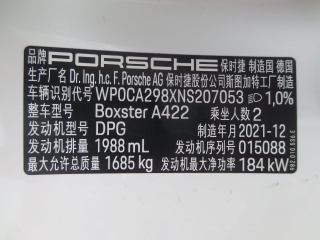 品牌 PORSCHE 保时捷 制造国 德国
生产厂名 Dr. Ing. h.c. F. Porsche AG 保时捷股份公司斯图加特工厂制造
车辆识别代号 WP0CA298XNS207053 1,0%
整车型号 Boxster A422 乘坐人数 2
发动机型号 DPG 制造年月 2021-12
发动机排量 1988 mL 发动机序列号 015088
最大允许总质量 1685 kg 发动机最大净功率 184 kW